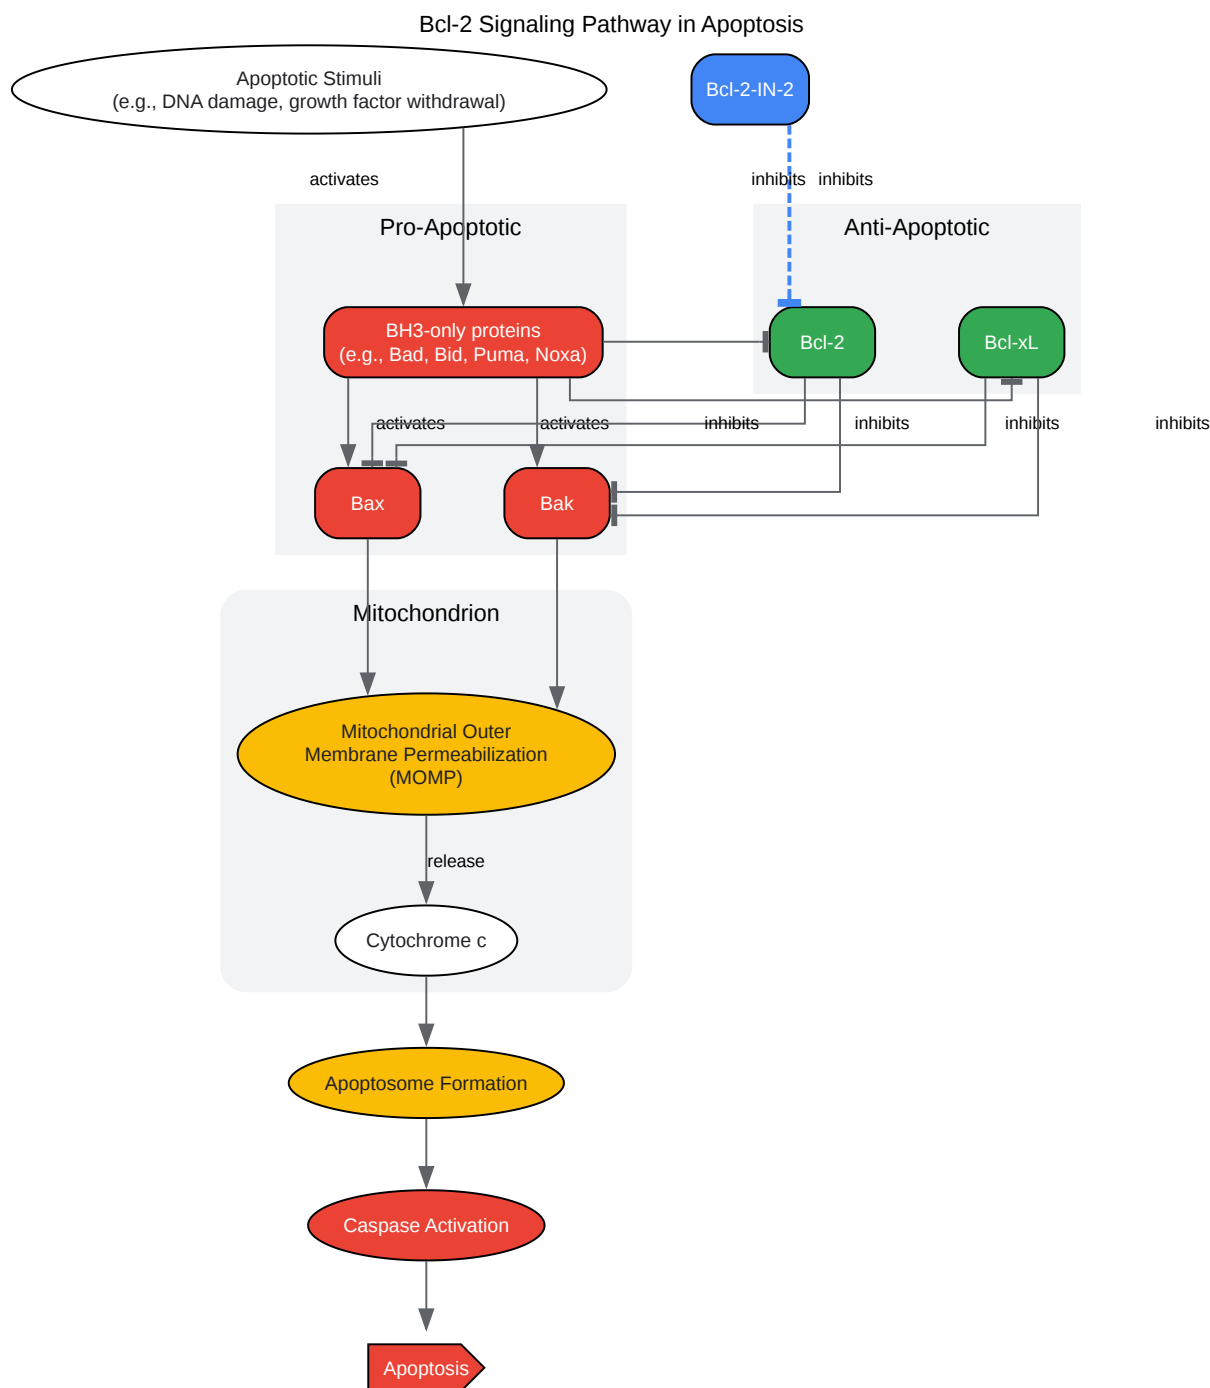 Bcl-2 Signaling Pathway in Apoptosis
Apoptotic Stimuli
(e.g., DNA damage, growth factor withdrawal)
Bcl-2-IN-2
activates
inhibits
inhibits
Pro-Apoptotic
Anti-Apoptotic
BH3-only proteins
(e.g., Bad, Bid, Puma, Noxa)
Bcl-2
Bcl-xL
activates
activates
inhibits
inhibits
inhibits
inhibits
Bax
Bak
Mitochondrion
Mitochondrial Outer
Membrane Permeabilization
(MOMP)
release
Cytochrome c
Apoptosome Formation
Caspase Activation
Apoptosis